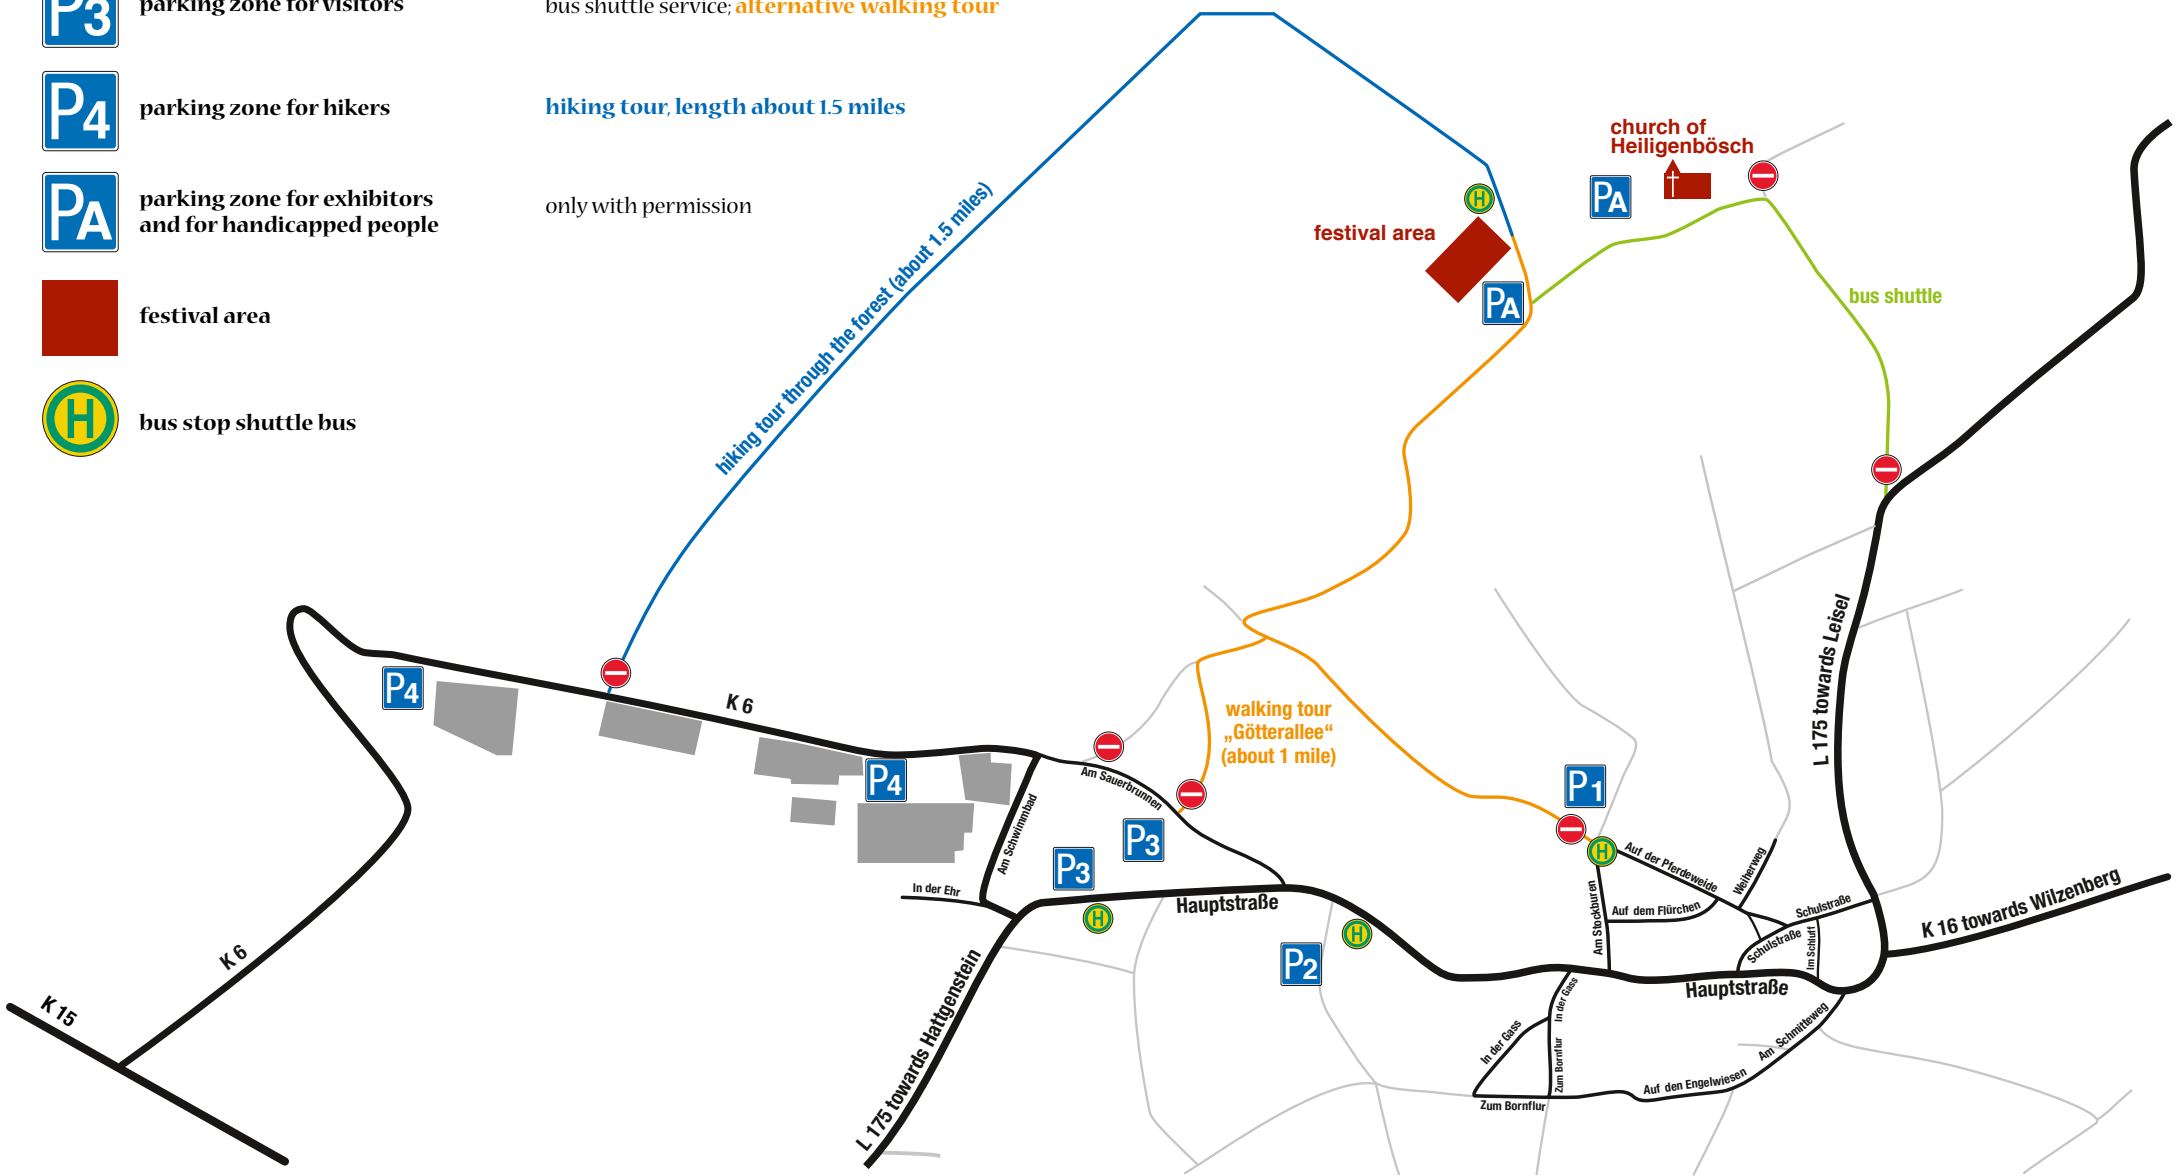 P3 parking zone for visitors bus shuttle service; alternative walking tour
P4 parking zone for hikers hiking tour, length about 1.5 miles
PA parking zone for exhibitors
and for handicapped people
only with permission
festival area
H bus stop shuttle bus
church of
Heiligenbösch
PA
H
festival area
PA
bus shuttle
hiking tour through the forest (about 1.5 miles)
L 175 towards Leisel
P4
K 6
walking tour
„Götterallee“
(about 1 mile)
P4
Am Sauerbrunnen
P1
Am Schwimmbad
P3
P3
H
Auf der Pferdeweide
Weiherweg
In der Ehr
Hauptstraße
H
H
P2
Am Stockburen
Auf dem Flürchen
Schulstraße
Schulstraße
Im Schluff
K 16 towards Wilzenberg
K 6
K 15
L 175 towards Hattgenstein
Hauptstraße
In der Gass
In der Gass
Zum Bornflur
Zum Bornflur
Auf den Engelwiesen
Am Schmitteweg